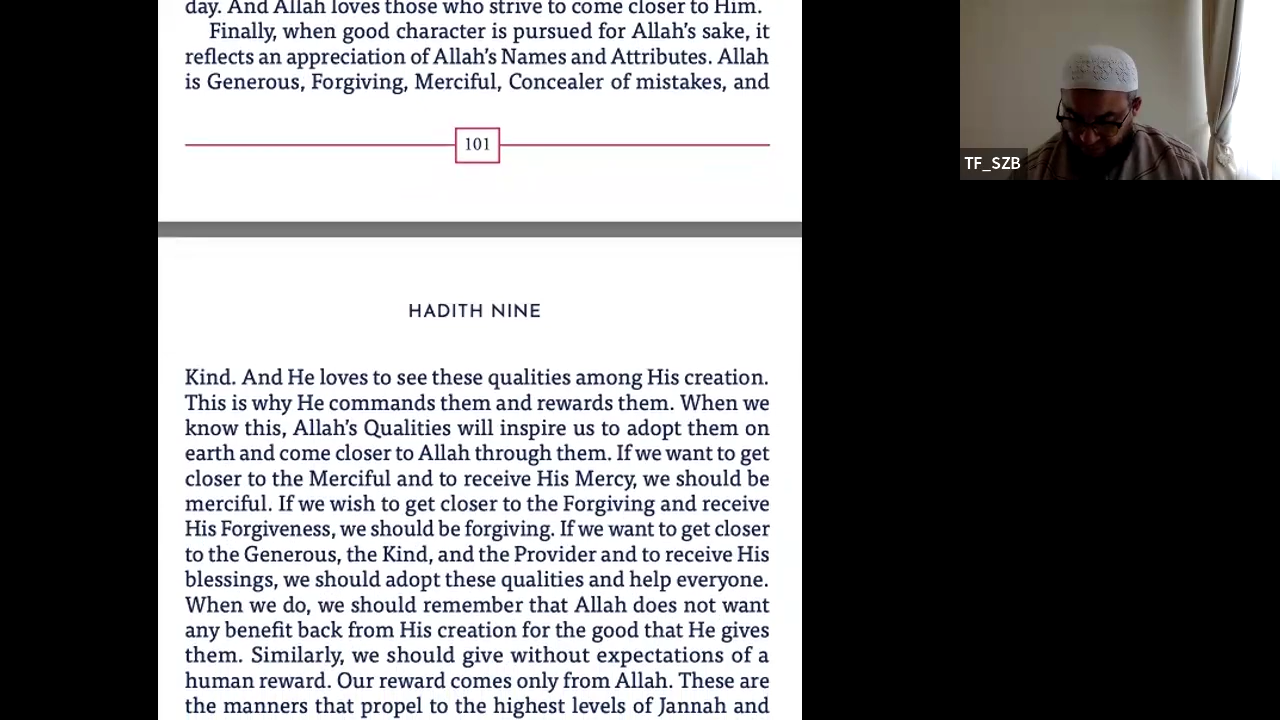 day. And Allah loves those who strive to come closer to Him.
Finally, when good character is pursued for Allah's sake, it
reflects an appreciation of Allah's Names and Attributes. Allah
is Generous, Forgiving, Merciful, Concealer of mistakes, and
101
HADITH NINE
Kind. And He loves to see these qualities among His creation.
This is why He commands them and rewards them. When we
know this, Allah's Qualities will inspire us to adopt them on
earth and come closer to Allah through them. If we want to get
closer to the Merciful and to receive His Mercy, we should be
merciful. If we wish to get closer to the Forgiving and receive
His Forgiveness, we should be forgiving. If we want to get closer
to the Generous, the Kind, and the Provider and to receive His
blessings, we should adopt these qualities and help everyone.
When we do, we should remember that Allah does not want
any benefit back from His creation for the good that He gives
them. Similarly, we should give without expectations of a
human reward. Our reward comes only from Allah. These are
the manners that propel to the highest levels of Jannah and
TF_SZB